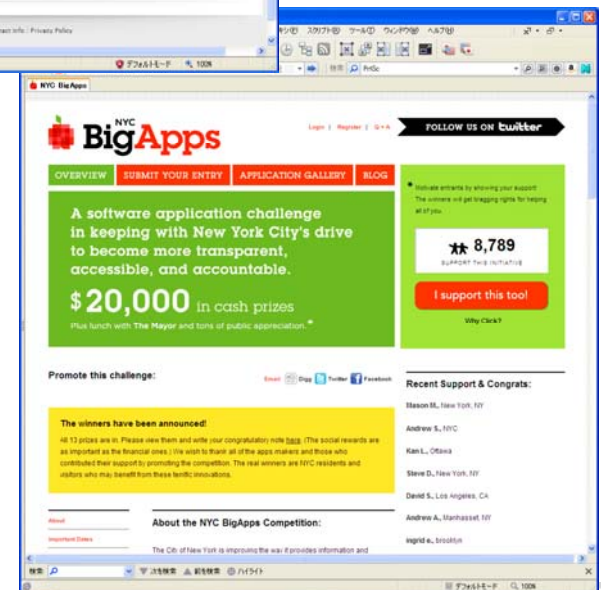 Contact Info | Privacy Policy
デフォルトモード 100%
スクリプト(S) ツール(T) ウィンドウ(W) ヘルプ(H)
検索 PrtSc
NYC BigApps
NYC
BigApps
Login | Register | Q + A
FOLLOW US ON twitter
OVERVIEW SUBMIT YOUR ENTRY APPLICATION GALLERY BLOG
A software application challenge
in keeping with New York City's drive
to become more transparent,
accessible, and accountable.
$20,000 in cash prizes
Plus lunch with The Mayor and tons of public appreciation.*
* Motivate entrants by showing your support!
The winners will get bragging rights for helping
all of you.
8,789
SUPPORT THIS INITIATIVE
I support this too!
Why Click?
Promote this challenge:
Email Digg Twitter Facebook
The winners have been announced!
All 13 prizes are in. Please view them and write your congratulatory note here. (The social rewards are
as important as the financial ones.) We wish to thank all of the apps makers and those who
contributed their support by promoting the competition. The real winners are NYC residents and
visitors who may benefit from these terrific innovations.
Recent Support & Congrats:
Mason M., New York, NY
Andrew S., NYC
Ken L., Ottawa
Steve D., New York, NY
David S., Los Angeles, CA
Andrew A., Manhasset, NY
ingrid e., brooklyn
About
Important Dates
About the NYC BigApps Competition:
The City of New York is improving the way it provides information and
検索 次を検索 前を検索 ハイライト
デフォルトモード 100%